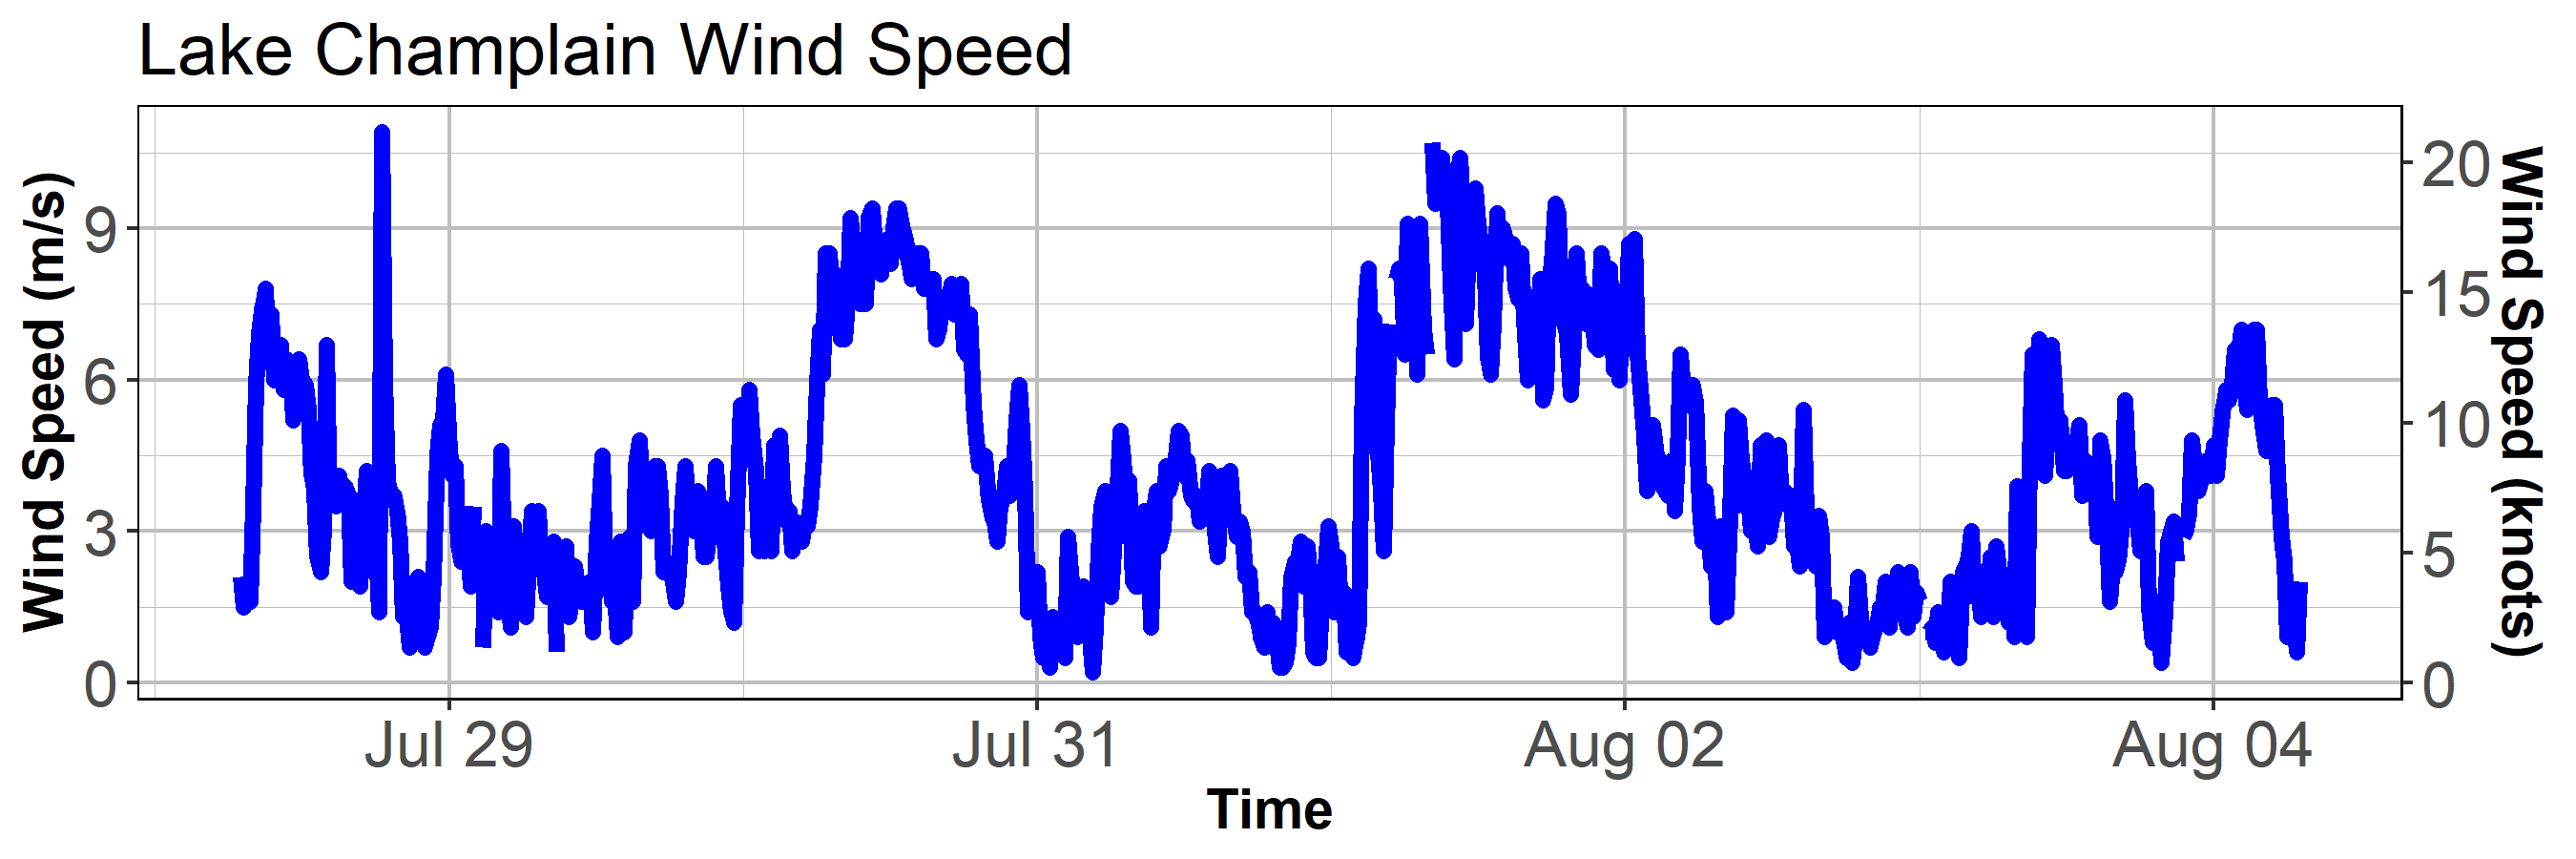 Lake Champlain Wind Speed
Wind Speed (m/s)
9
6
3
0
20
15
10
5
0
Wind Speed (knots)
Jul 29
Jul 31
Aug 02
Aug 04
Time